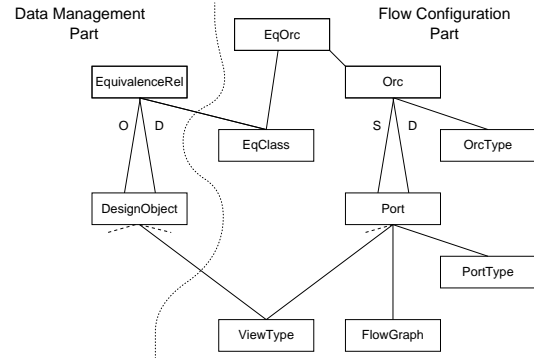 Data Management
Part
Flow Configuration
Part
EqOrc
EquivalenceRel
Orc
O D
S D
EqClass
OrcType
DesignObject
Port
PortType
ViewType
FlowGraph